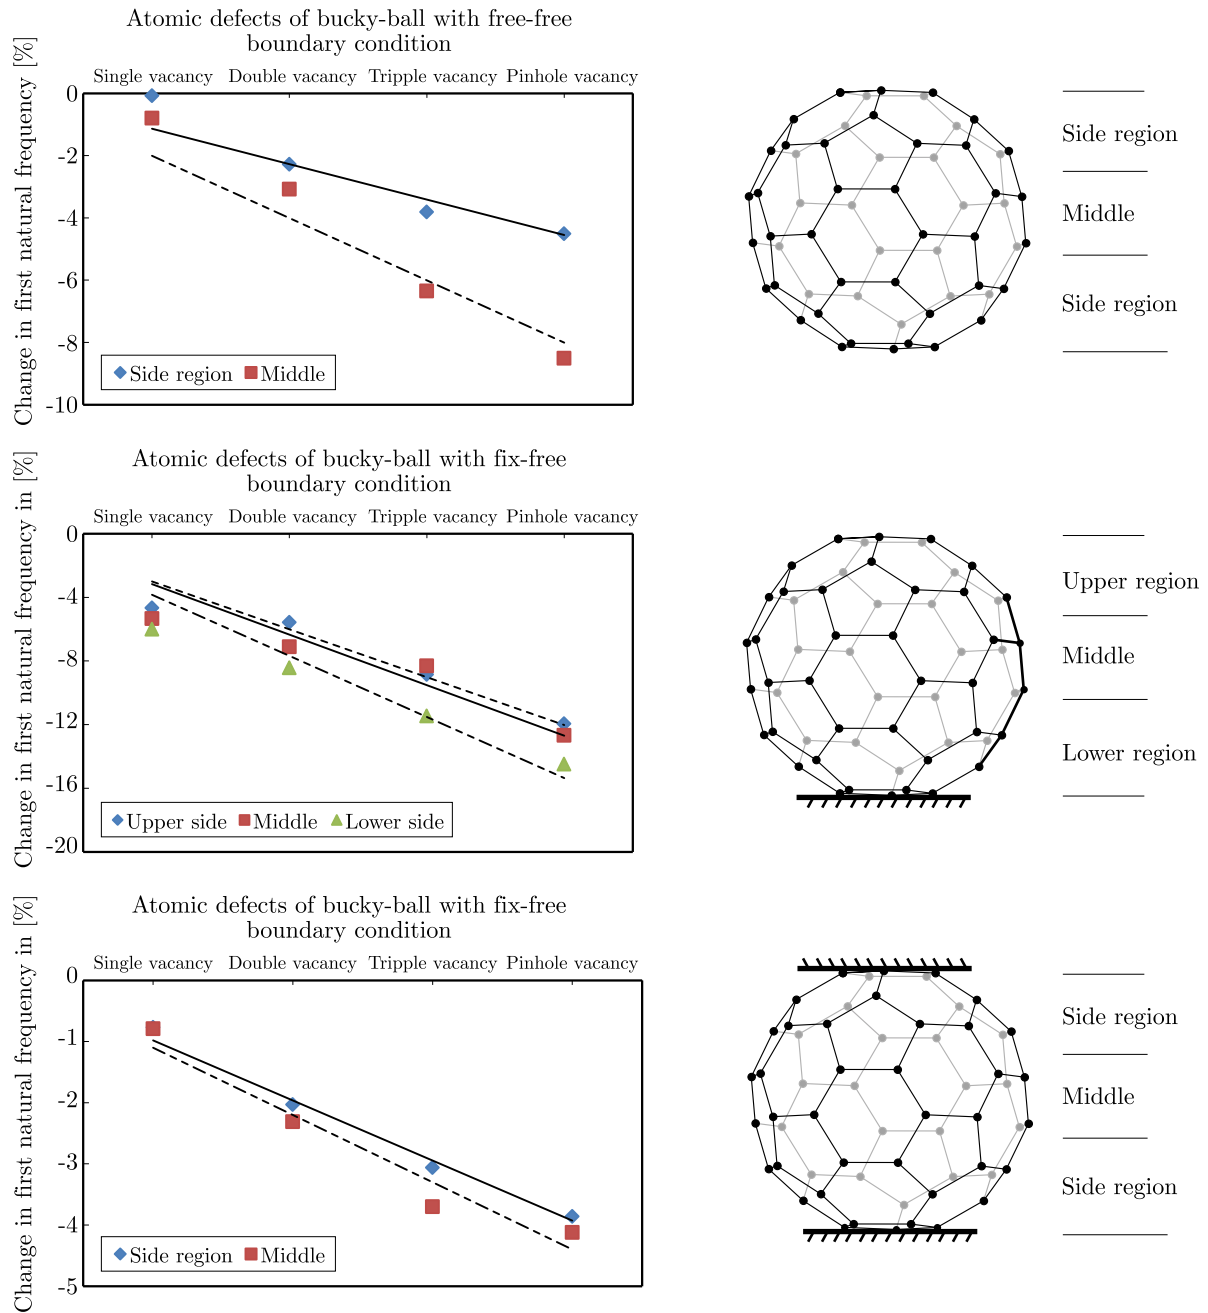 Atomic defects of bucky-ball with free-free
boundary condition
Change in first natural frequency [%]
Single vacancy Double vacancy Tripple vacancy Pinhole vacancy
0
-2
-4
-6
-8
-10
Side region Middle
Side region
Middle
Side region
Atomic defects of bucky-ball with fix-free
boundary condition
Change in first natural frequency in [%]
Single vacancy Double vacancy Tripple vacancy Pinhole vacancy
0
-4
-8
-12
-16
-20
Upper side Middle Lower side
Upper region
Middle
Lower region
Atomic defects of bucky-ball with fix-free
boundary condition
Change in first natural frequency in [%]
Single vacancy Double vacancy Tripple vacancy Pinhole vacancy
0
-1
-2
-3
-4
-5
Side region Middle
Side region
Middle
Side region